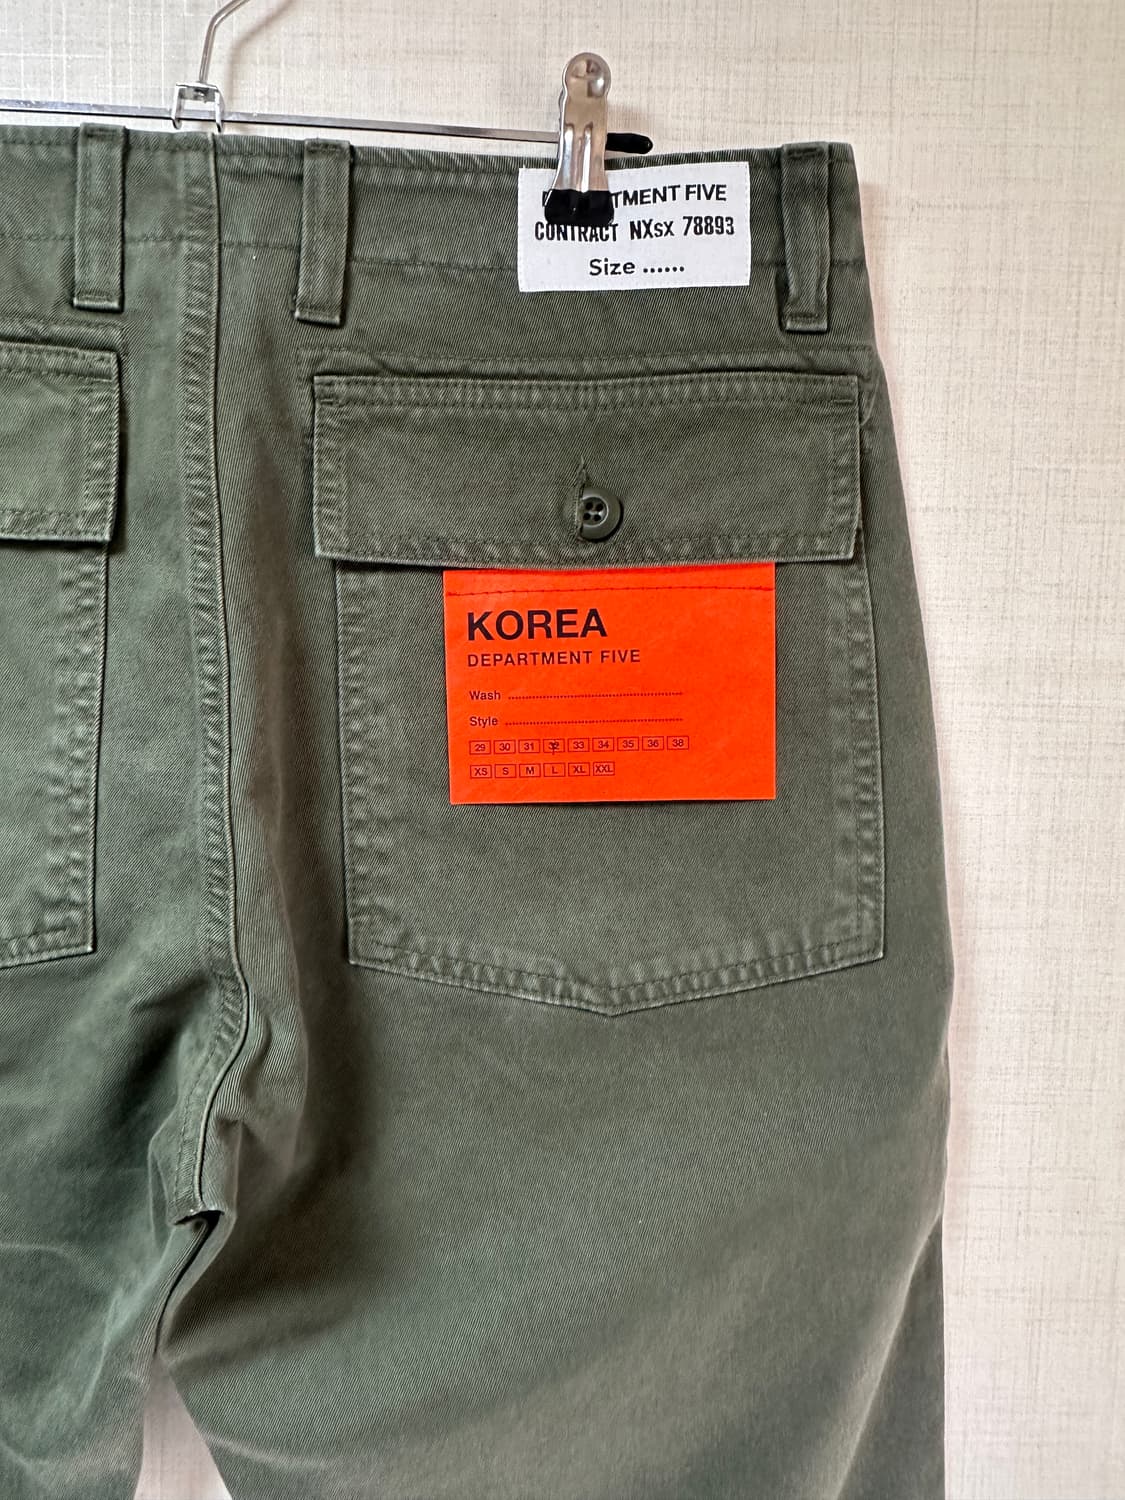 TMENT FIVE
CONTRACT NXSX 78893
Size ......
KOREA
DEPARTMENT FIVE
Wash ............................................................
Style ............................................................
29 30 31 32 33 34 35 36 38
XS S M L XL XXL